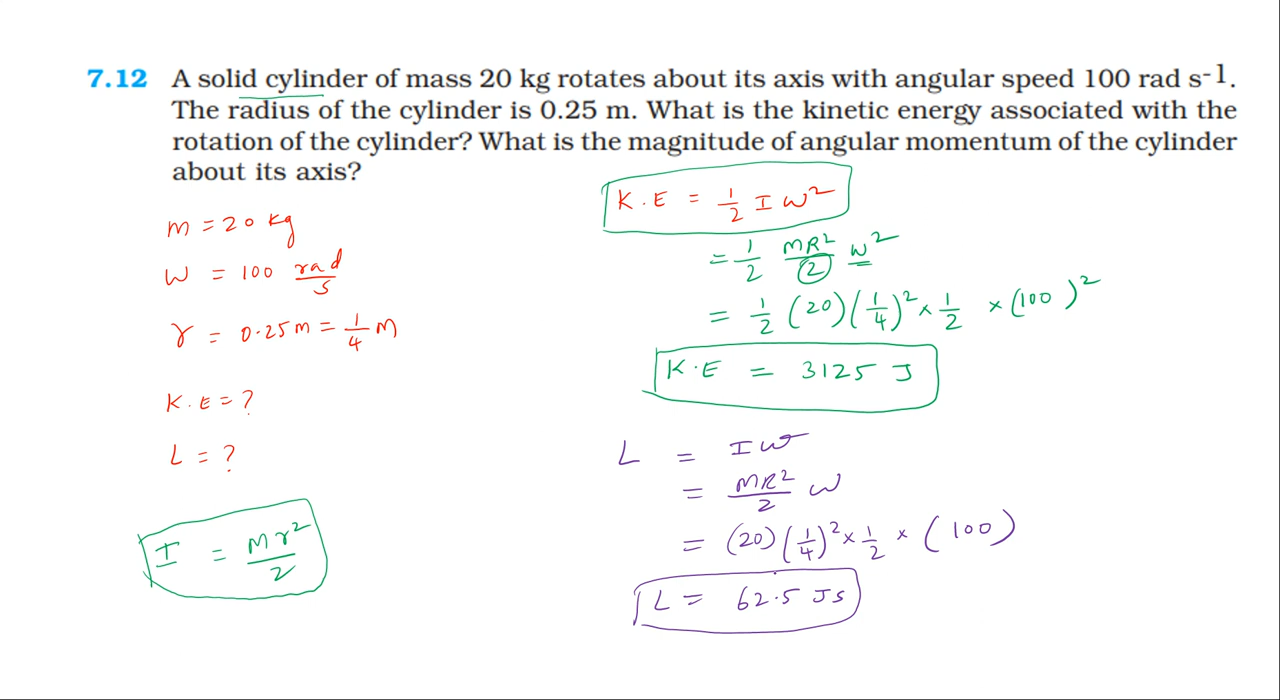 7.12 A solid cylinder of mass 20 kg rotates about its axis with angular speed 100 rad s-1.
The radius of the cylinder is 0.25 m. What is the kinetic energy associated with the
rotation of the cylinder? What is the magnitude of angular momentum of the cylinder
about its axis?
m = 20 kg
W = 100 rad/s
r = 0.25 m = 1/4 m
K.E = ?
L = ?
I = Mr²/2
K.E = 1/2 I W²
= 1/2 MR²/2 W²
= 1/2 (20) (1/4)² × 1/2 × (100)²
K.E = 3125 J
L = IW
= MR²/2 W
= (20) (1/4)² × 1/2 × (100)
L = 62.5 Js